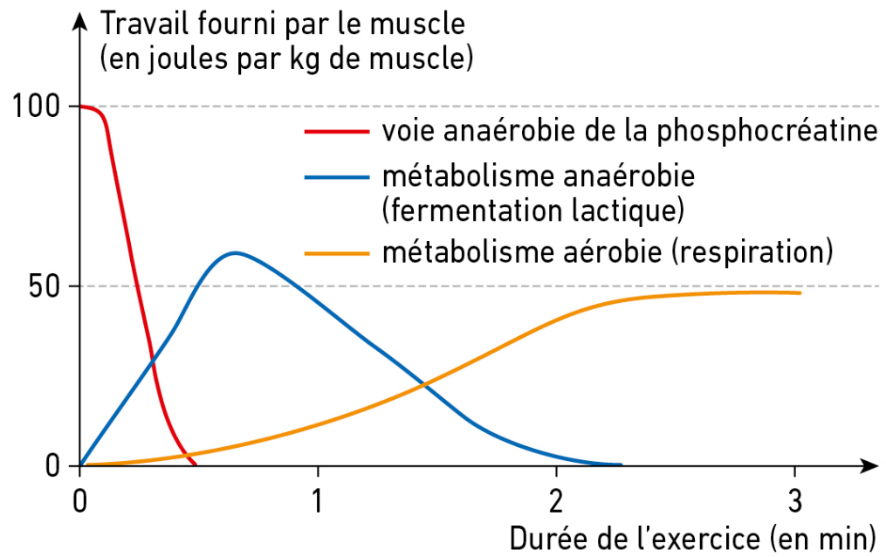 Travail fourni par le muscle
(en joules par kg de muscle)
100
voie anaérobie de la phosphocréatine
métabolisme anaérobie
(fermentation lactique)
métabolisme aérobie (respiration)
50
0
0 1 2 3
Durée de l'exercice (en min)